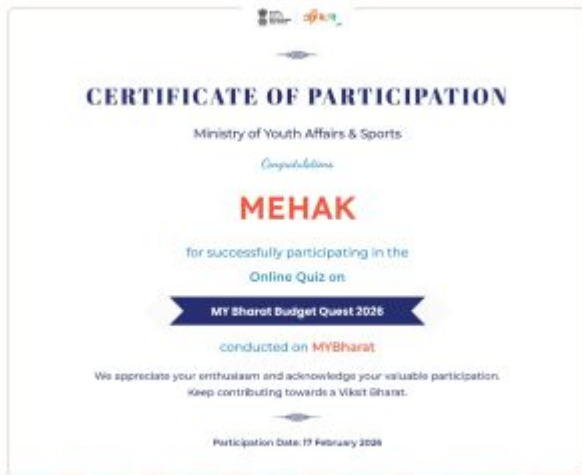 CERTIFICATE OF PARTICIPATION
Ministry of Youth Affairs & Sports
Congratulations
MEHAK
for successfully participating in the
Online Quiz on
MY Bharat Budget Quest 2026
conducted on MYBharat
We appreciate your enthusiasm and acknowledge your valuable participation.
Keep contributing towards a Viksit Bharat.
Participation Date: 17 February 2026